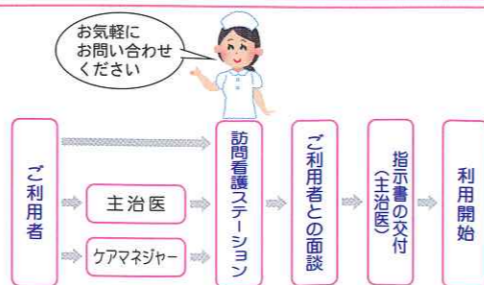 お気軽に
お問い合わせ
ください
ご利用者
主治医
ケアマネジャー
訪問看護ステーション
ご利用者との面談
指示書の交付
(主治医)
利用開始